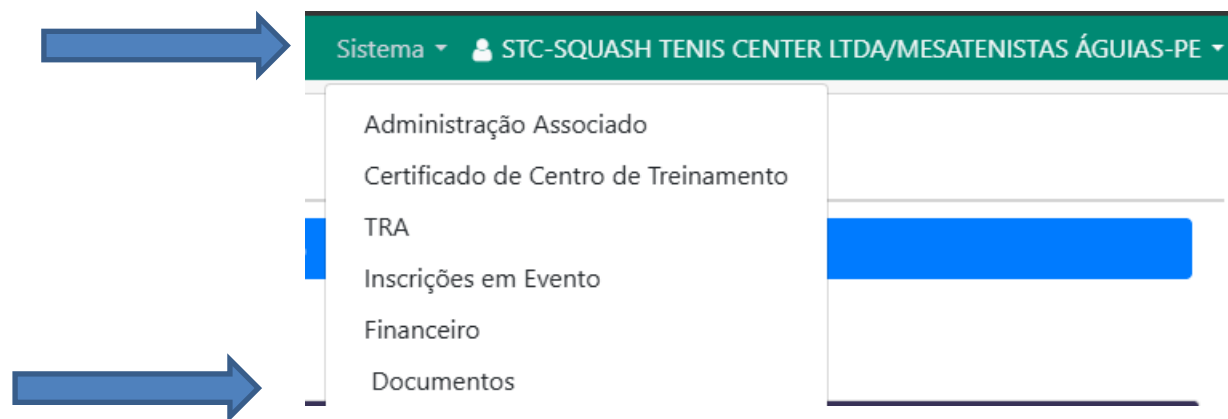 Sistema STC-SQUASH TENIS CENTER LTDA/MESATENISTAS ÁGUIAS-PE
Administração Associado
Certificado de Centro de Treinamento
TRA
Inscrições em Evento
Financeiro
Documentos